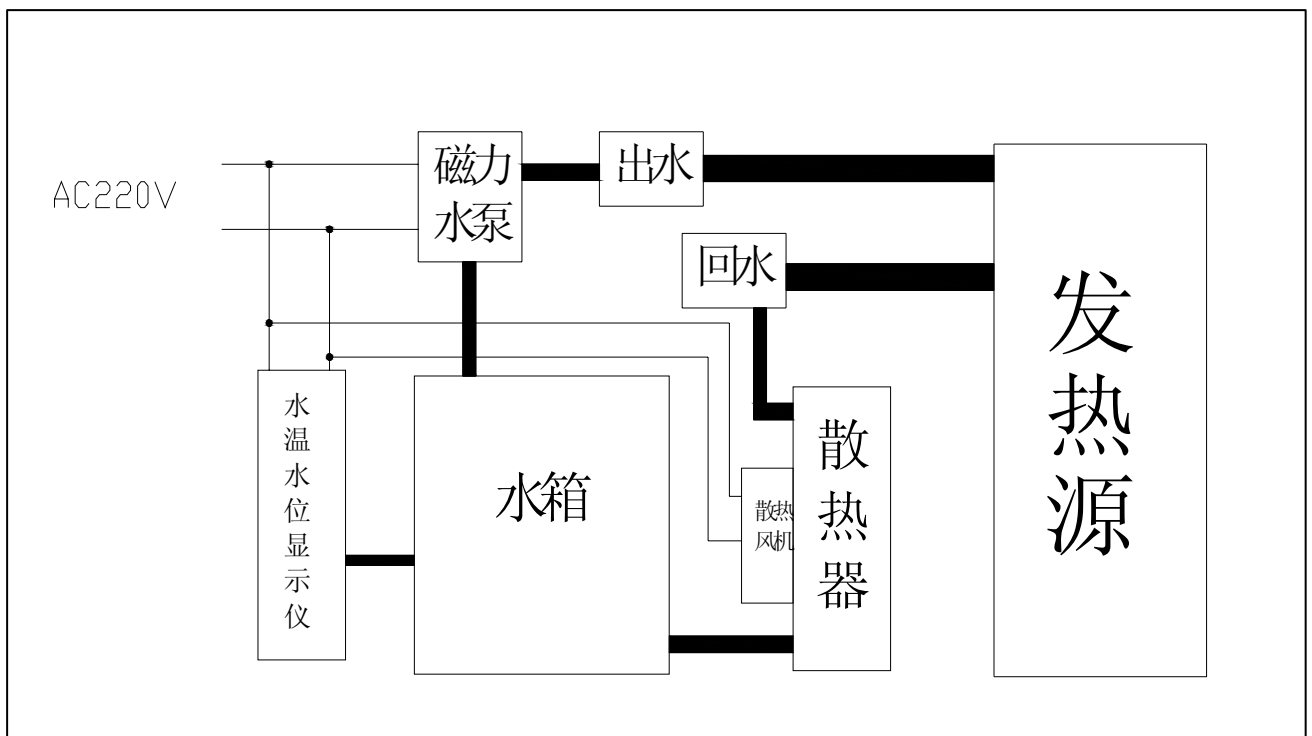 AC220V
磁力
水泵
出水
回水
发热源
水温水位显示仪
水箱
散热
风机
散热器